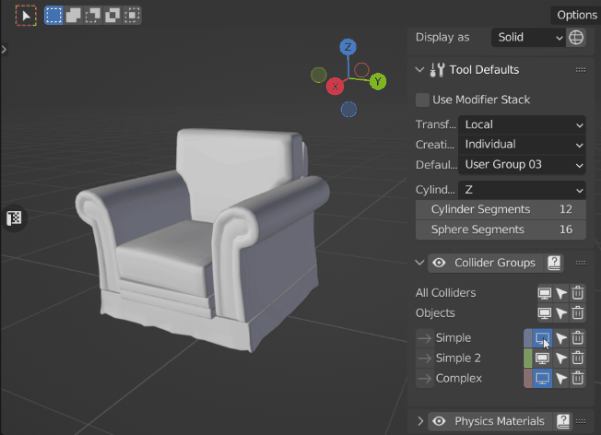 Options
Display as Solid
Z
X
Y
Tool Defaults
Use Modifier Stack
Transf... Local
Creati... Individual
Defaul... User Group 03
Cylind... Z
Cylinder Segments 12
Sphere Segments 16
Collider Groups
All Colliders
Objects
Simple
Simple 2
Complex
Physics Materials